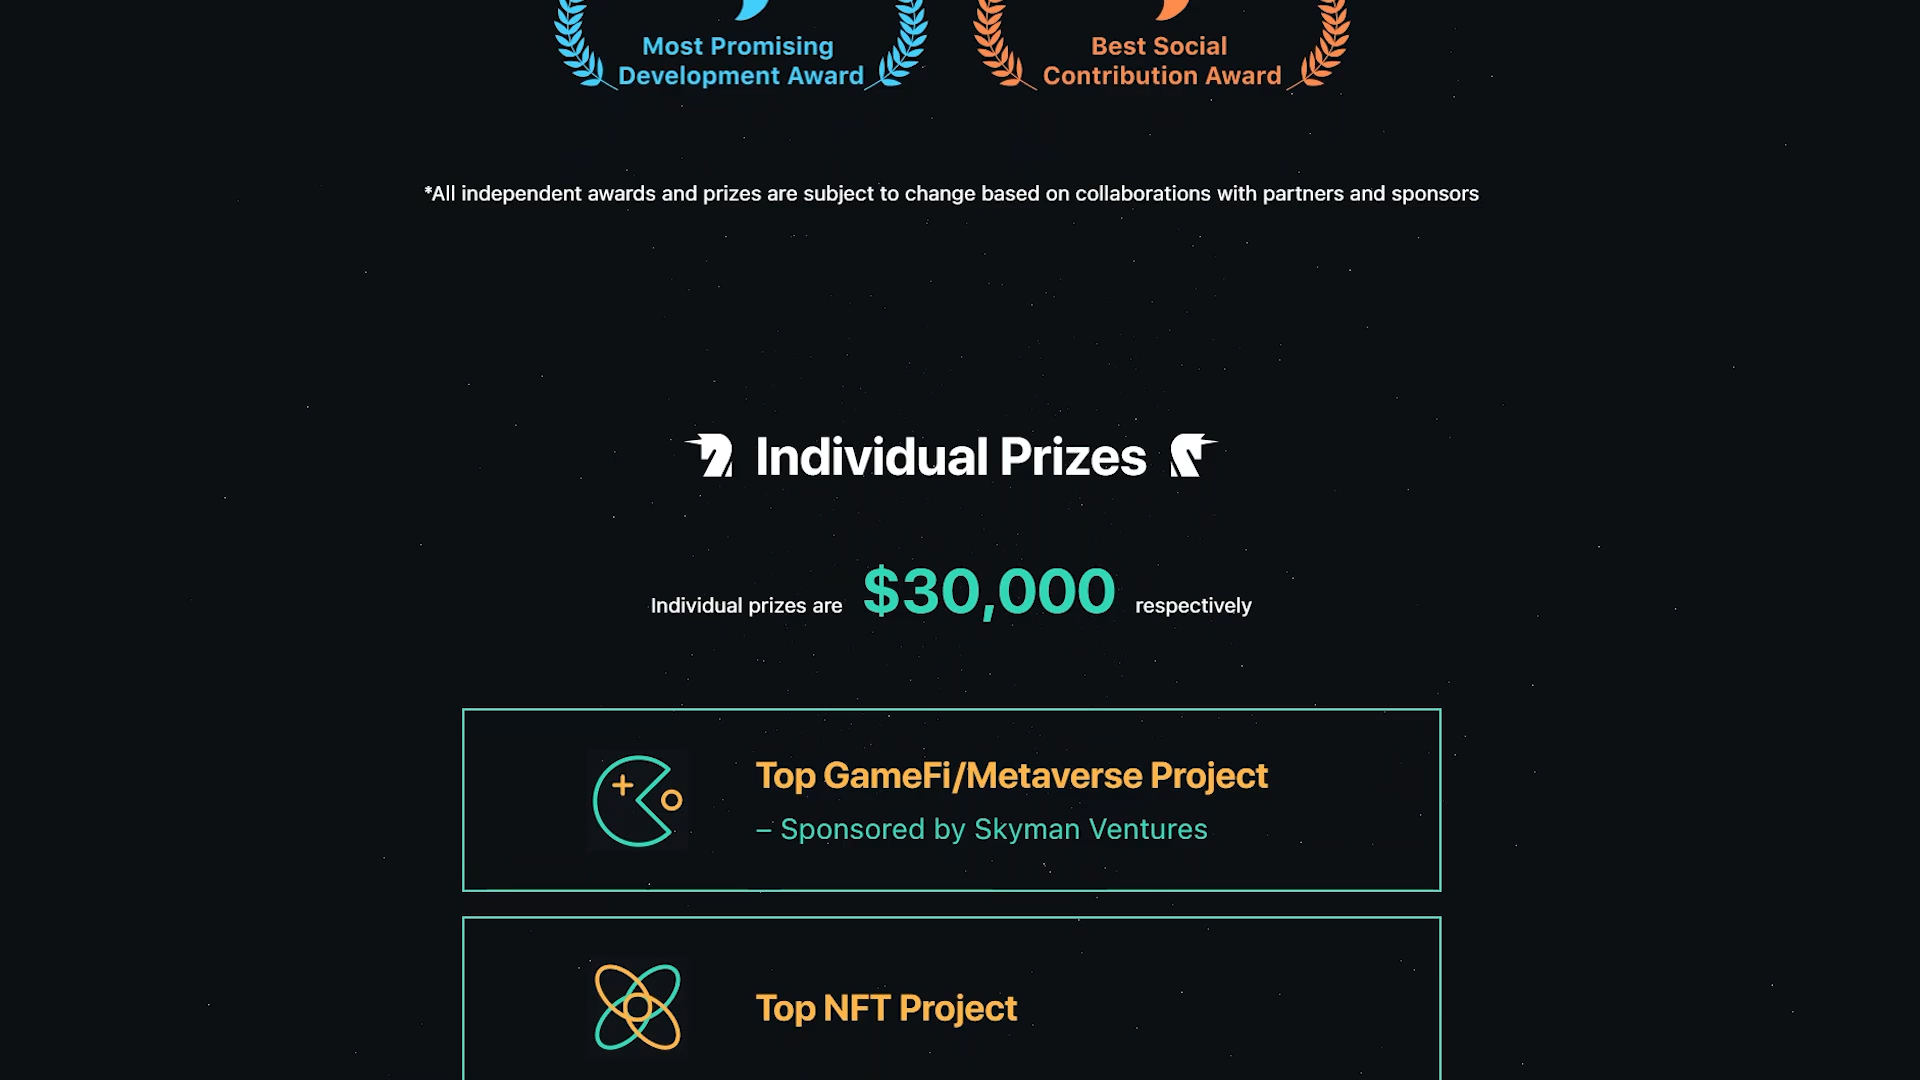 Most Promising
Development Award
Best Social
Contribution Award
*All independent awards and prizes are subject to change based on collaborations with partners and sponsors
Individual Prizes
Individual prizes are $30,000 respectively
Top GameFi/Metaverse Project
– Sponsored by Skyman Ventures
Top NFT Project